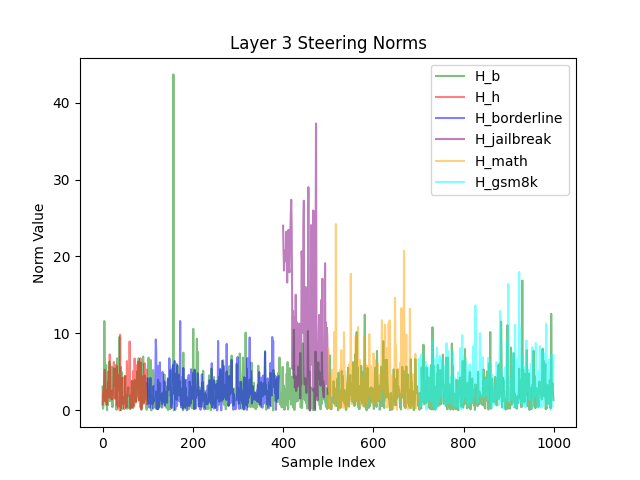 Layer 3 Steering Norms
Norm Value
40
30
20
10
0
0
200
400
600
800
1000
Sample Index
H_b
H_h
H_borderline
H_jailbreak
H_math
H_gsm8k